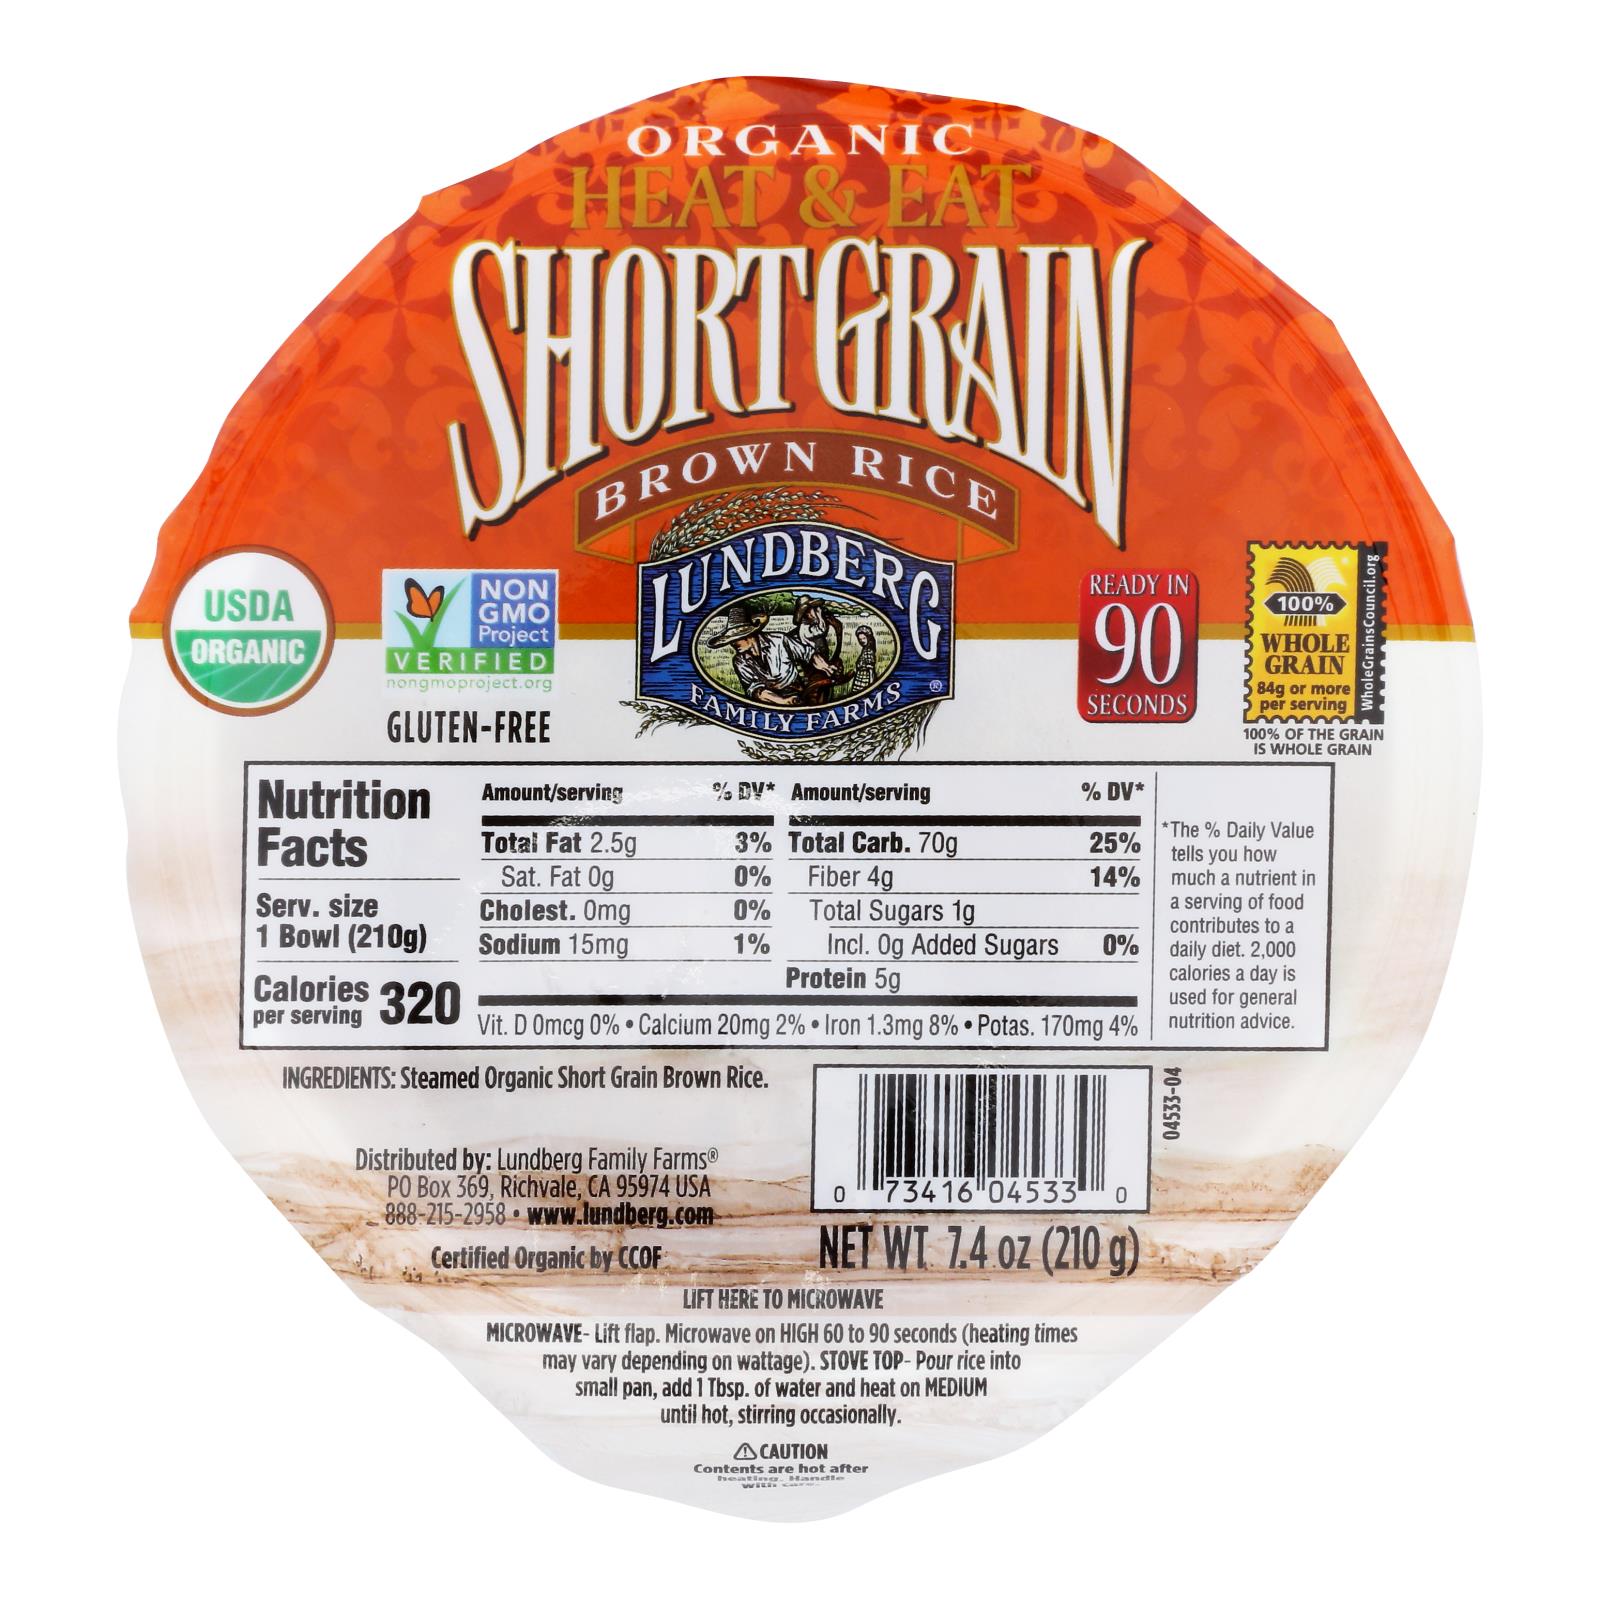 ORGANIC
HEAT & EAT
SHORT GRAIN
BROWN RICE
LUNDBERG
FAMILY FARMS®
USDA
ORGANIC
NON
GMO
Project
VERIFIED
nongmoproject.org
GLUTEN-FREE
READY IN
90
SECONDS
100%
WHOLE
GRAIN
84g or more
per serving
WholeGrainsCouncil.org
100% OF THE GRAIN
IS WHOLE GRAIN
Nutrition
Facts
Serv. size
1 Bowl (210g)
Calories 320
per serving
Amount/serving % DV*
Total Fat 2.5g 3%
Sat. Fat 0g 0%
Cholest. 0mg 0%
Sodium 15mg 1%
Amount/serving % DV*
Total Carb. 70g 25%
Fiber 4g 14%
Total Sugars 1g
Incl. 0g Added Sugars 0%
Protein 5g
Vit. D 0mcg 0% • Calcium 20mg 2% • Iron 1.3mg 8% • Potas. 170mg 4%
*The % Daily Value
tells you how
much a nutrient in
a serving of food
contributes to a
daily diet. 2,000
calories a day is
used for general
nutrition advice.
INGREDIENTS: Steamed Organic Short Grain Brown Rice.
Distributed by: Lundberg Family Farms®
PO Box 369, Richvale, CA 95974 USA
888-215-2958 • www.lundberg.com
Certified Organic by CCOF
0 73416 04533 0
04533-04
NET WT 7.4 oz (210 g)
LIFT HERE TO MICROWAVE
MICROWAVE- Lift flap. Microwave on HIGH 60 to 90 seconds (heating times
may vary depending on wattage). STOVE TOP- Pour rice into
small pan, add 1 Tbsp. of water and heat on MEDIUM
until hot, stirring occasionally.
CAUTION
Contents are hot after
heating. Handle
with care.